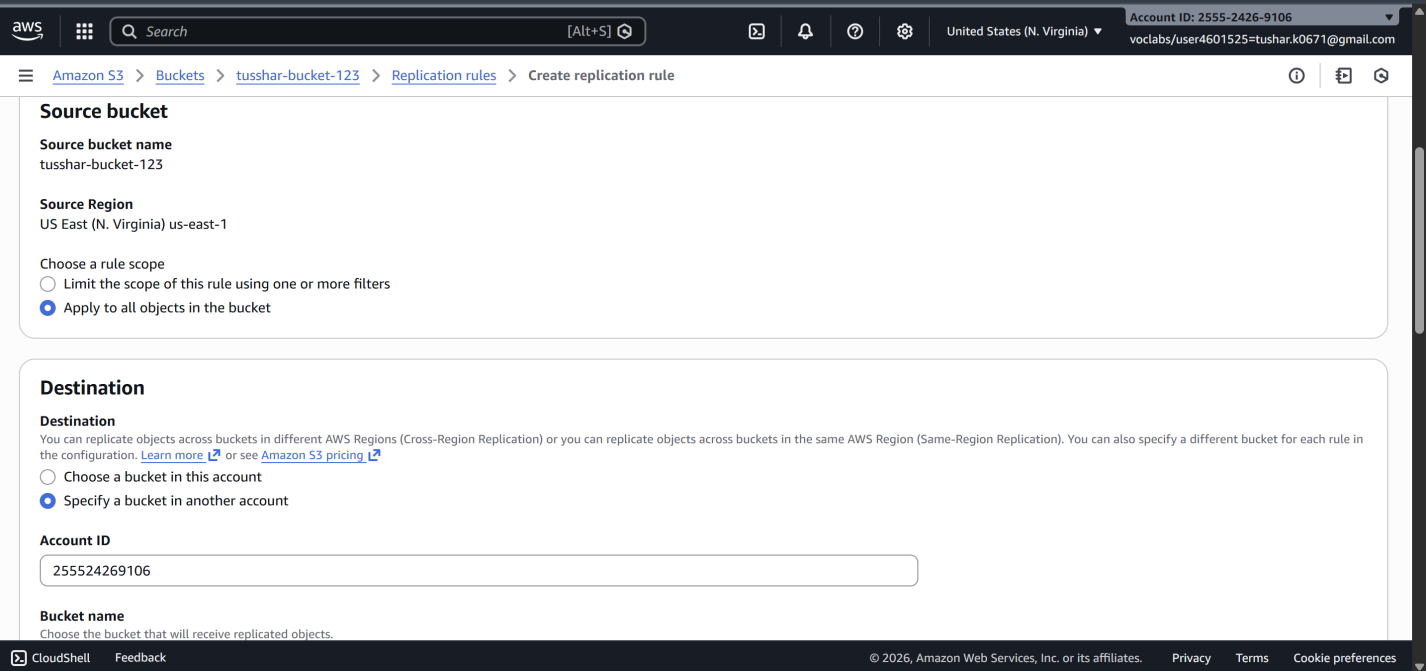 aws
Search
[Alt+S]
United States (N. Virginia) ▼
Account ID: 2555-2426-9106
voclabs/user4601525=tushar.k0671@gmail.com
Amazon S3 > Buckets > tusshar-bucket-123 > Replication rules > Create replication rule
Source bucket
Source bucket name
tusshar-bucket-123
Source Region
US East (N. Virginia) us-east-1
Choose a rule scope
Limit the scope of this rule using one or more filters
Apply to all objects in the bucket
Destination
Destination
You can replicate objects across buckets in different AWS Regions (Cross-Region Replication) or you can replicate objects across buckets in the same AWS Region (Same-Region Replication). You can also specify a different bucket for each rule in
the configuration. Learn more or see Amazon S3 pricing
Choose a bucket in this account
Specify a bucket in another account
Account ID
255524269106
Bucket name
Choose the bucket that will receive replicated objects.
CloudShell Feedback © 2026, Amazon Web Services, Inc. or its affiliates. Privacy Terms Cookie preferences